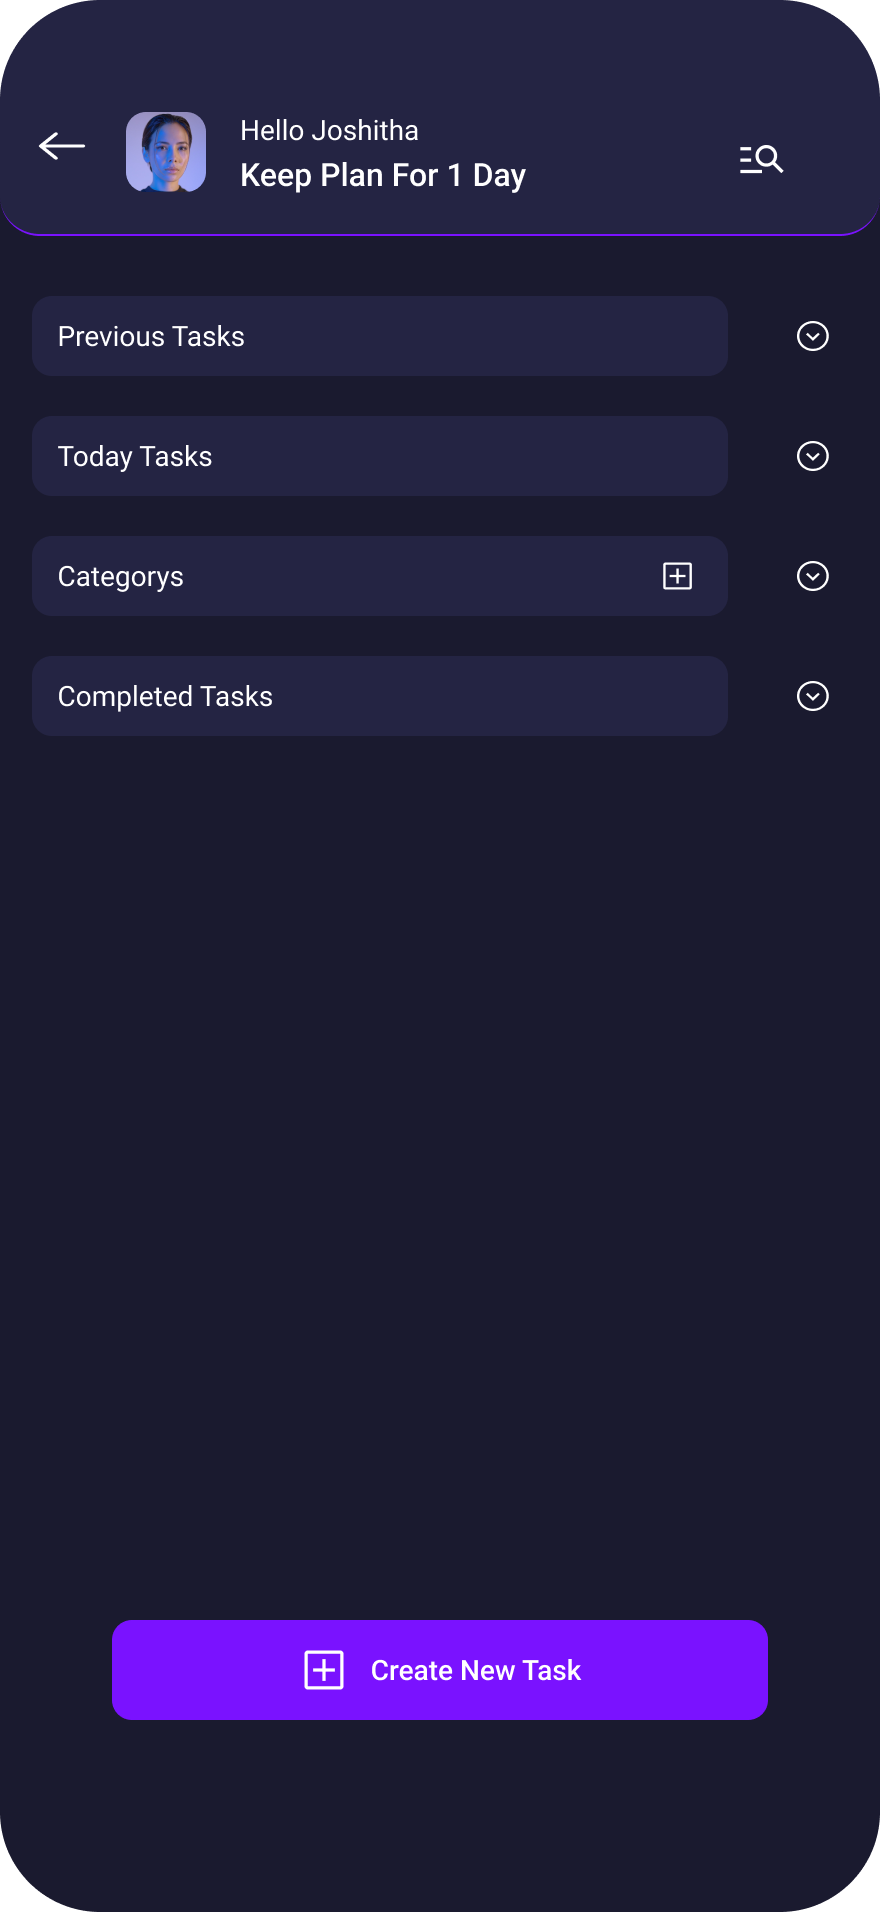 Hello Joshitha
Keep Plan For 1 Day
Previous Tasks
Today Tasks
Categorys
Completed Tasks
Create New Task